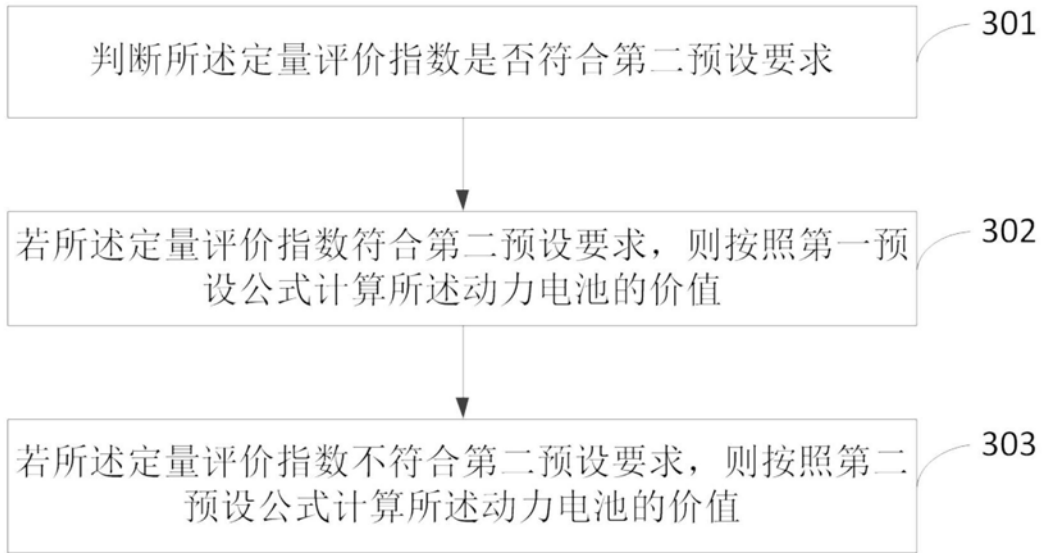 判断所述定量评价指数是否符合第二预设要求
301
若所述定量评价指数符合第二预设要求，则按照第一预
设公式计算所述动力电池的价值
302
若所述定量评价指数不符合第二预设要求，则按照第二
预设公式计算所述动力电池的价值
303